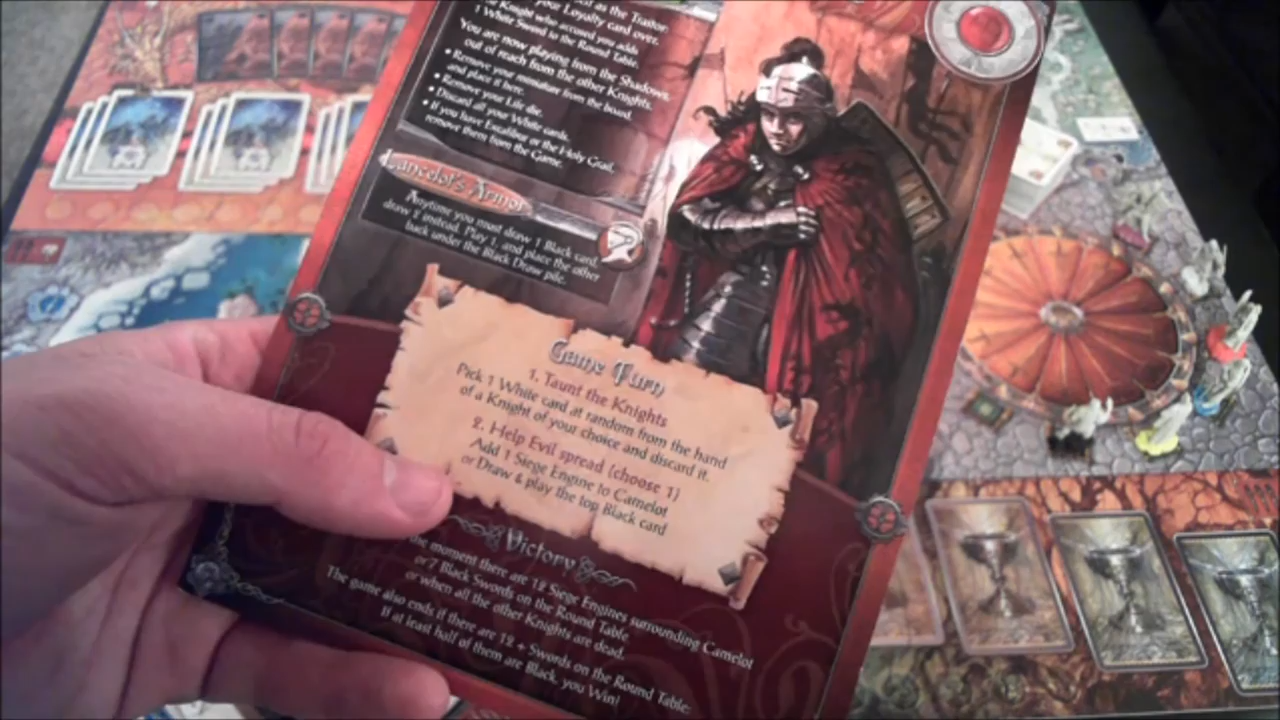 as the Traitor
your Loyalty card over.
Knight who accused you adds
1 White Sword to the Round Table.
You are now playing from the Shadows,
out of reach from the other Knights.
• Remove your miniature from the board,
and place it here.
• Remove your Life die.
• Discard all your White cards.
• If you have Excalibur or the Holy Grail,
remove them from the Game.
Lancelot's Armor
Anytime you must draw 1 Black card,
draw 2 instead. Play 1, and place the other
back under the Black Draw pile.
Game Turn
1. Taunt the Knights
Pick 1 White card at random from the hand
of a Knight of your choice and discard it.
2. Help Evil spread (choose 1)
Add 1 Siege Engine to Camelot
or Draw & play the top Black card
Victory
the moment there are 12 Siege Engines surrounding Camelot
or 7 Black Swords on the Round Table
or when all the other Knights are dead.
The game also ends if there are 12 + Swords on the Round Table:
If at least half of them are Black, you Win!